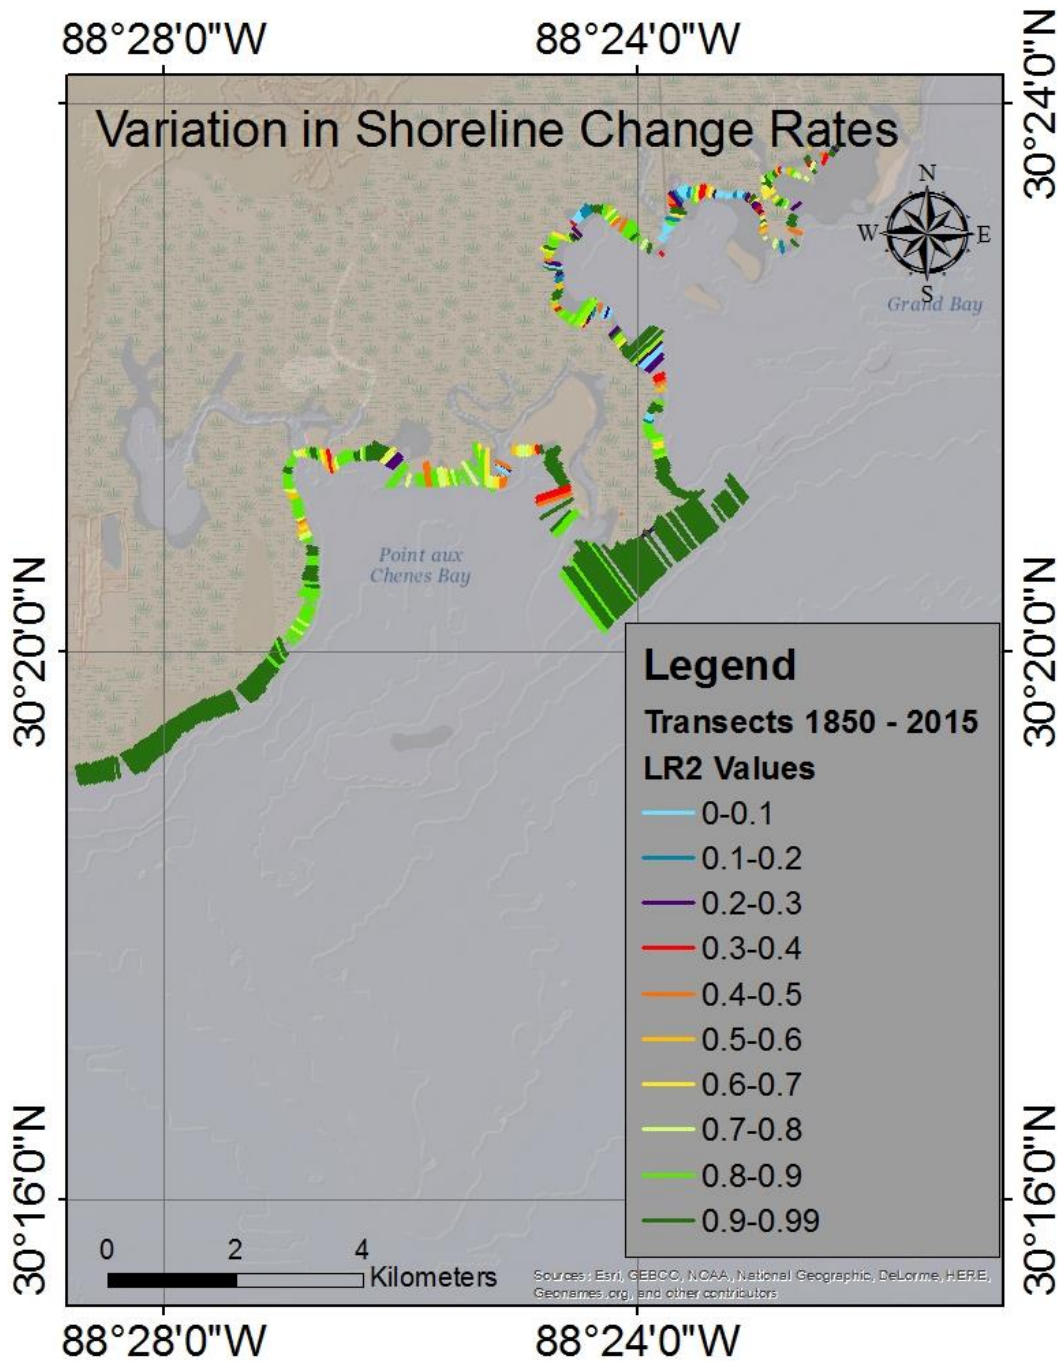 88°28'0"W 88°24'0"W
30°24'0"N
Variation in Shoreline Change Rates
N
W E
S
Grand Bay
Point aux
Chenes Bay
30°20'0"N 30°20'0"N
Legend
Transects 1850 - 2015
LR2 Values
0-0.1
0.1-0.2
0.2-0.3
0.3-0.4
0.4-0.5
0.5-0.6
0.6-0.7
0.7-0.8
0.8-0.9
0.9-0.99
30°16'0"N 30°16'0"N
0 2 4
Kilometers
Sources: Esri, GEBCO, NOAA, National Geographic, DeLorme, HERE,
Geonames.org, and other contributors
88°28'0"W 88°24'0"W